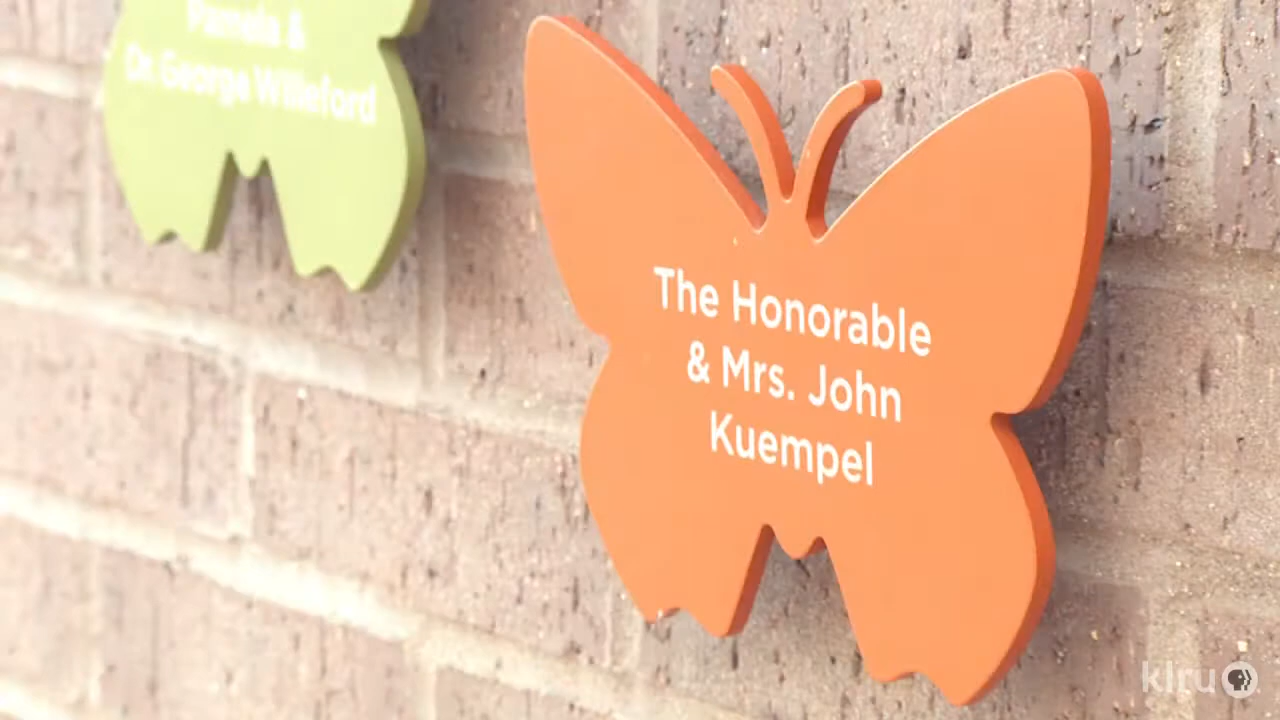 Pamela &
Dr. George Willeford
The Honorable
& Mrs. John
Kuempel
klru